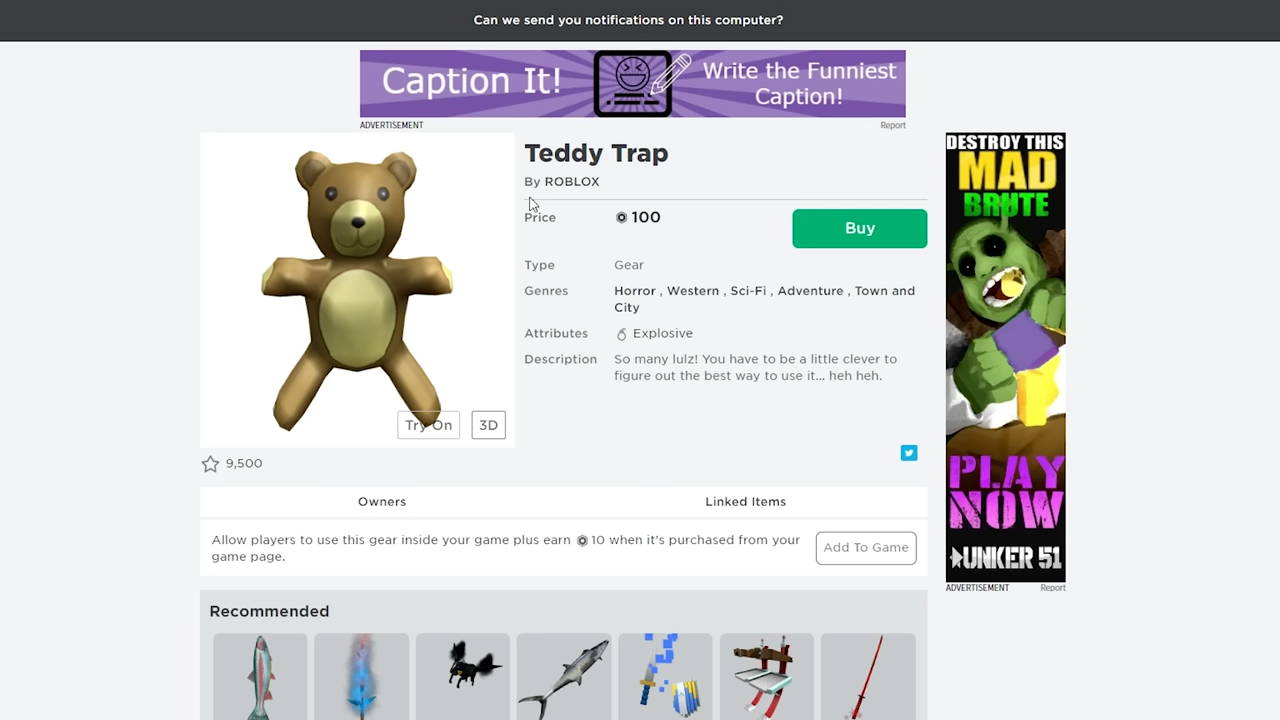 Can we send you notifications on this computer?
Caption It!
Write the Funniest
Caption!
ADVERTISEMENT
Report
Teddy Trap
By ROBLOX
Price
100
Buy
Type
Gear
Genres
Horror , Western , Sci-Fi , Adventure , Town and
City
Attributes
Explosive
Description
So many lulz! You have to be a little clever to
figure out the best way to use it... heh heh.
Try On
3D
9,500
Owners
Linked Items
Allow players to use this gear inside your game plus earn 10 when it's purchased from your
game page.
Add To Game
Recommended
DESTROY THIS
MAD
BRUTE
PLAY
NOW
UNKER 51
ADVERTISEMENT
Report